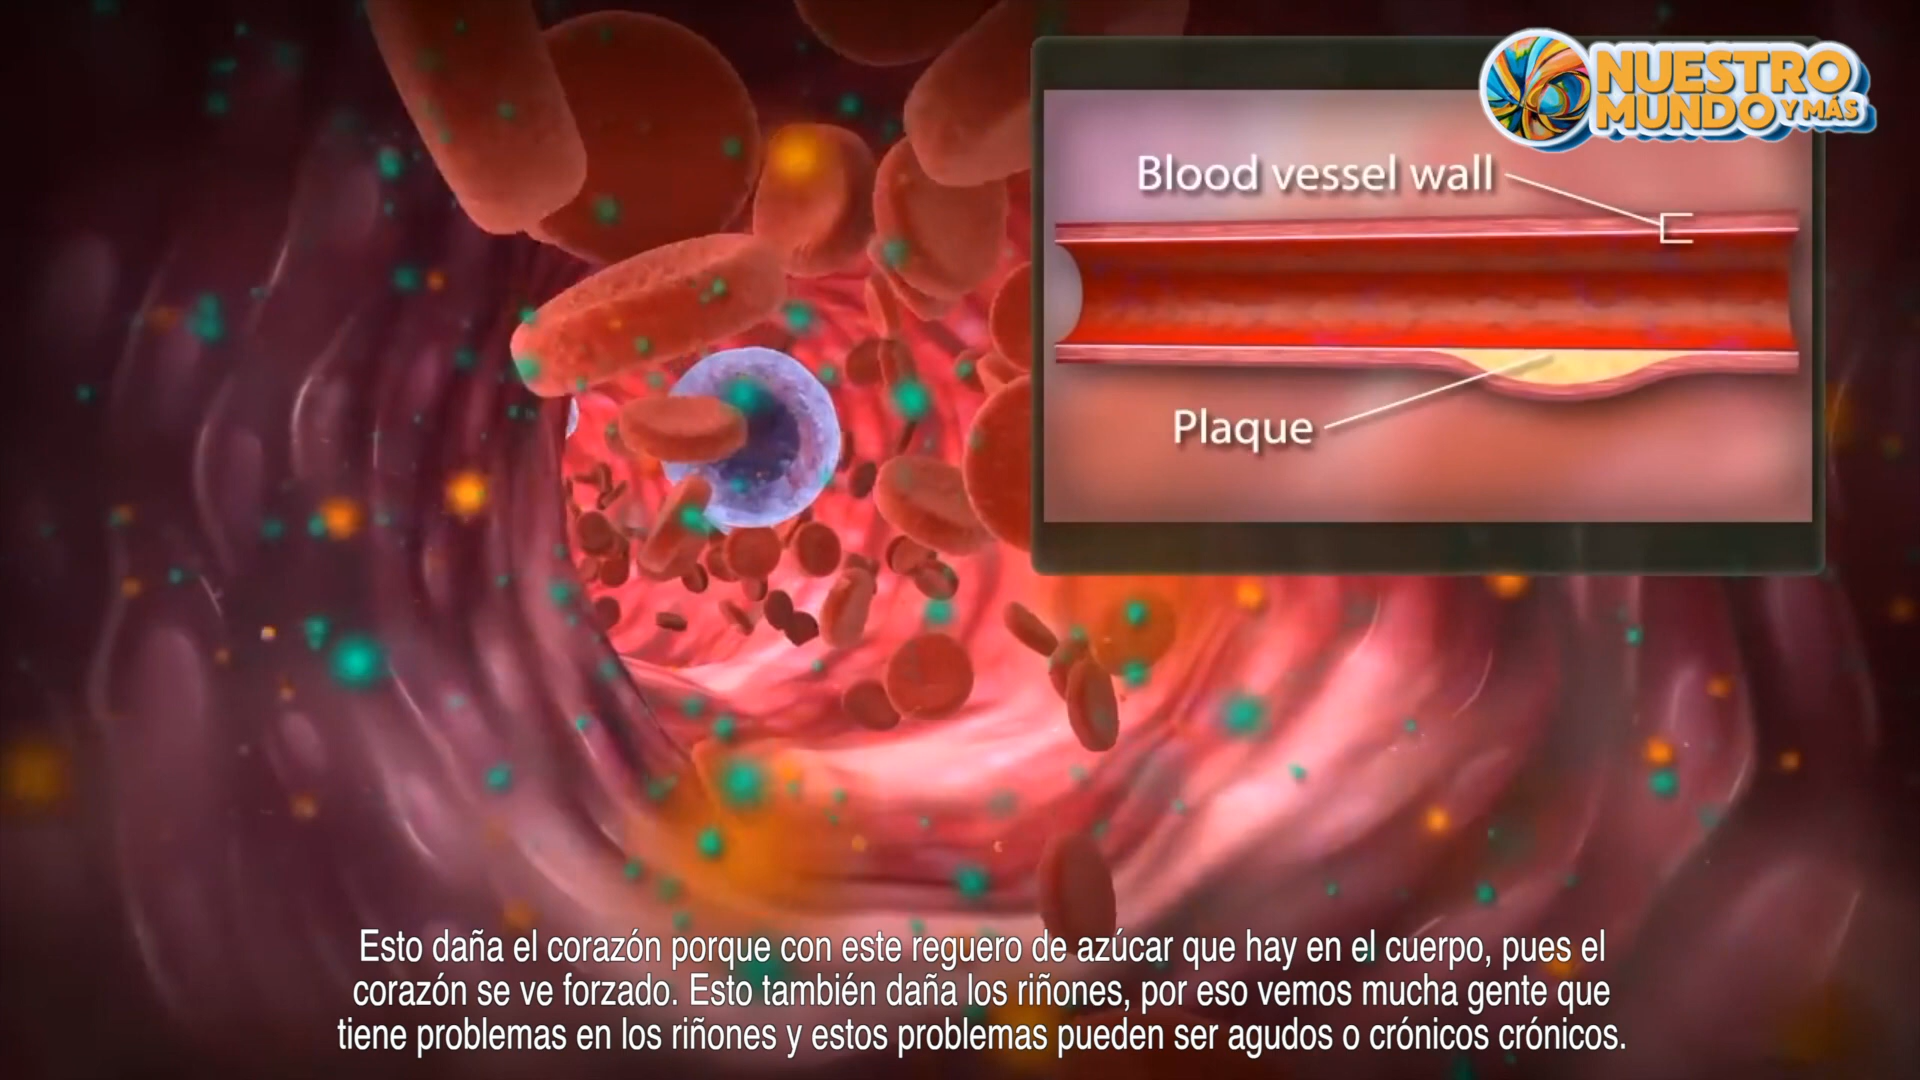 NUESTRO
MUNDO Y MÁS
Blood vessel wall
Plaque
Esto daña el corazón porque con este reguero de azúcar que hay en el cuerpo, pues el
corazón se ve forzado. Esto también daña los riñones, por eso vemos mucha gente que
tiene problemas en los riñones y estos problemas pueden ser agudos o crónicos crónicos.